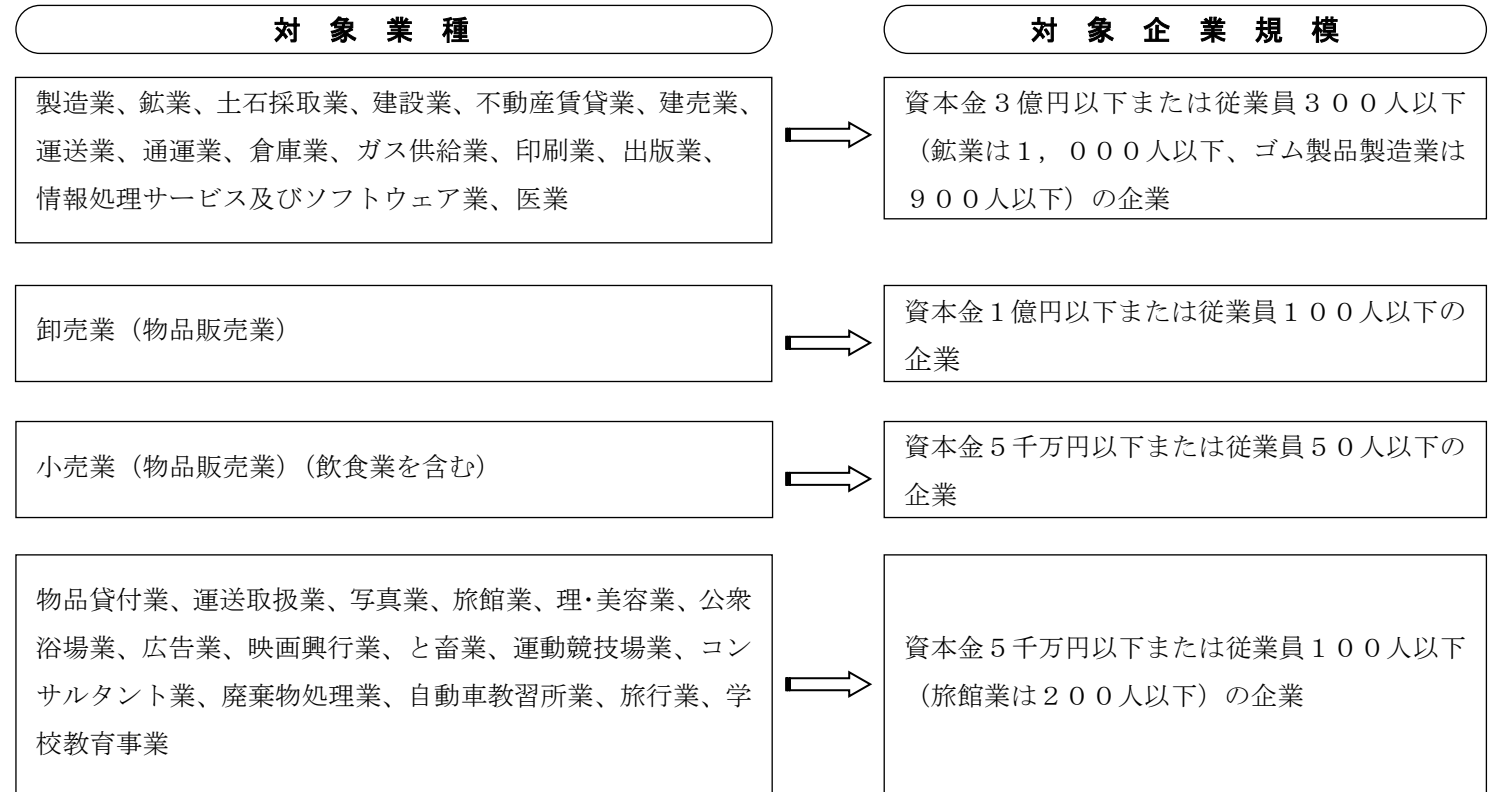 対象業種
対象企業規模
製造業、鉱業、土石採取業、建設業、不動産賃貸業、建売業、
運送業、通運業、倉庫業、ガス供給業、印刷業、出版業、
情報処理サービス及びソフトウェア業、医業
資本金３億円以下または従業員３００人以下
（鉱業は１，０００人以下、ゴム製品製造業は
９００人以下）の企業
卸売業（物品販売業）
資本金１億円以下または従業員１００人以下の
企業
小売業（物品販売業）（飲食業を含む）
資本金５千万円以下または従業員５０人以下の
企業
物品貸付業、運送取扱業、写真業、旅館業、理・美容業、公衆
浴場業、広告業、映画興行業、と畜業、運動競技場業、コン
サルタント業、廃棄物処理業、自動車教習所業、旅行業、学
校教育事業
資本金５千万円以下または従業員１００人以下
（旅館業は２００人以下）の企業